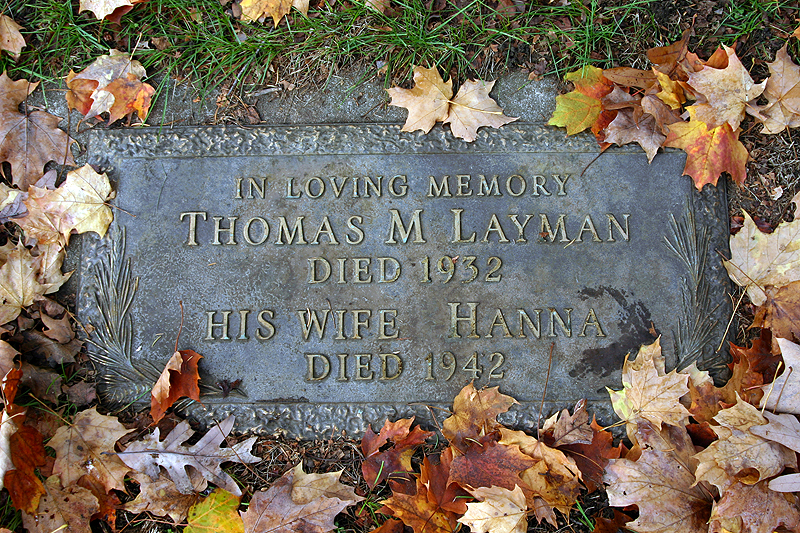 IN LOVING MEMORY
THOMAS M LAYMAN
DIED 1932
HIS WIFE HANNA
DIED 1942